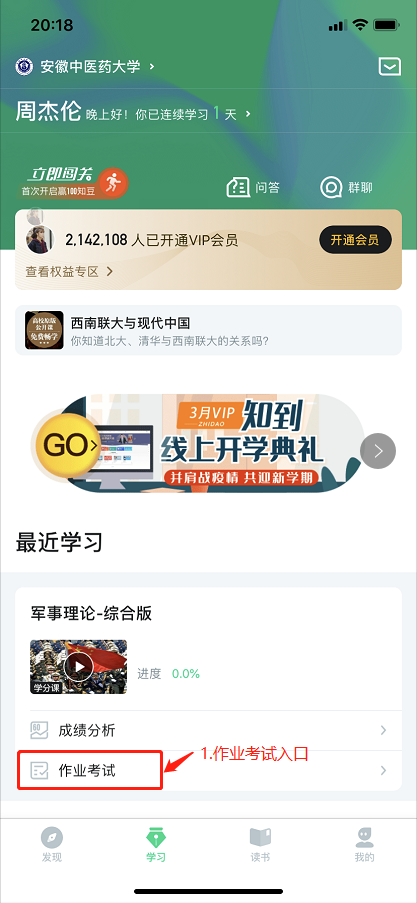 20:18
安徽中医药大学
周杰伦 晚上好！你已连续学习 1 天
立即闯关
首次开启赢100知豆
问答
群聊
2,142,108 人已开通VIP会员
开通会员
查看权益专区
高校原版
公开课
免费畅学
西南联大与现代中国
你知道北大、清华与西南联大的关系吗?
GO
3月VIP
ZHIDAO
知到
线上开学典礼
并肩战疫情 共迎新学期
最近学习
军事理论-综合版
学分课
进度 0.0%
成绩分析
作业考试
1.作业考试入口
发现
学习
读书
我的